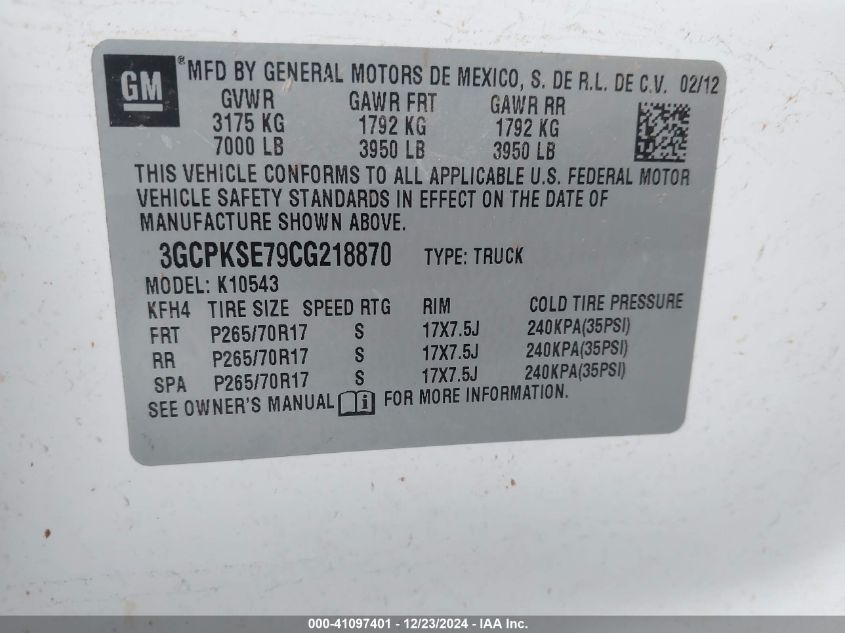 GM ® MFD BY GENERAL MOTORS DE MEXICO, S. DE R.L. DE C.V. 02/12
GVWR GAWR FRT GAWR RR
3175 KG 1792 KG 1792 KG
7000 LB 3950 LB 3950 LB
THIS VEHICLE CONFORMS TO ALL APPLICABLE U.S. FEDERAL MOTOR
VEHICLE SAFETY STANDARDS IN EFFECT ON THE DATE OF
MANUFACTURE SHOWN ABOVE.
3GCPKSE79CG218870 TYPE: TRUCK
MODEL: K10543
KFH4 TIRE SIZE SPEED RTG RIM COLD TIRE PRESSURE
FRT P265/70R17 S 17X7.5J 240KPA(35PSI)
RR P265/70R17 S 17X7.5J 240KPA(35PSI)
SPA P265/70R17 S 17X7.5J 240KPA(35PSI)
SEE OWNER'S MANUAL i FOR MORE INFORMATION.
000-41097401 - 12/23/2024 - IAA Inc.